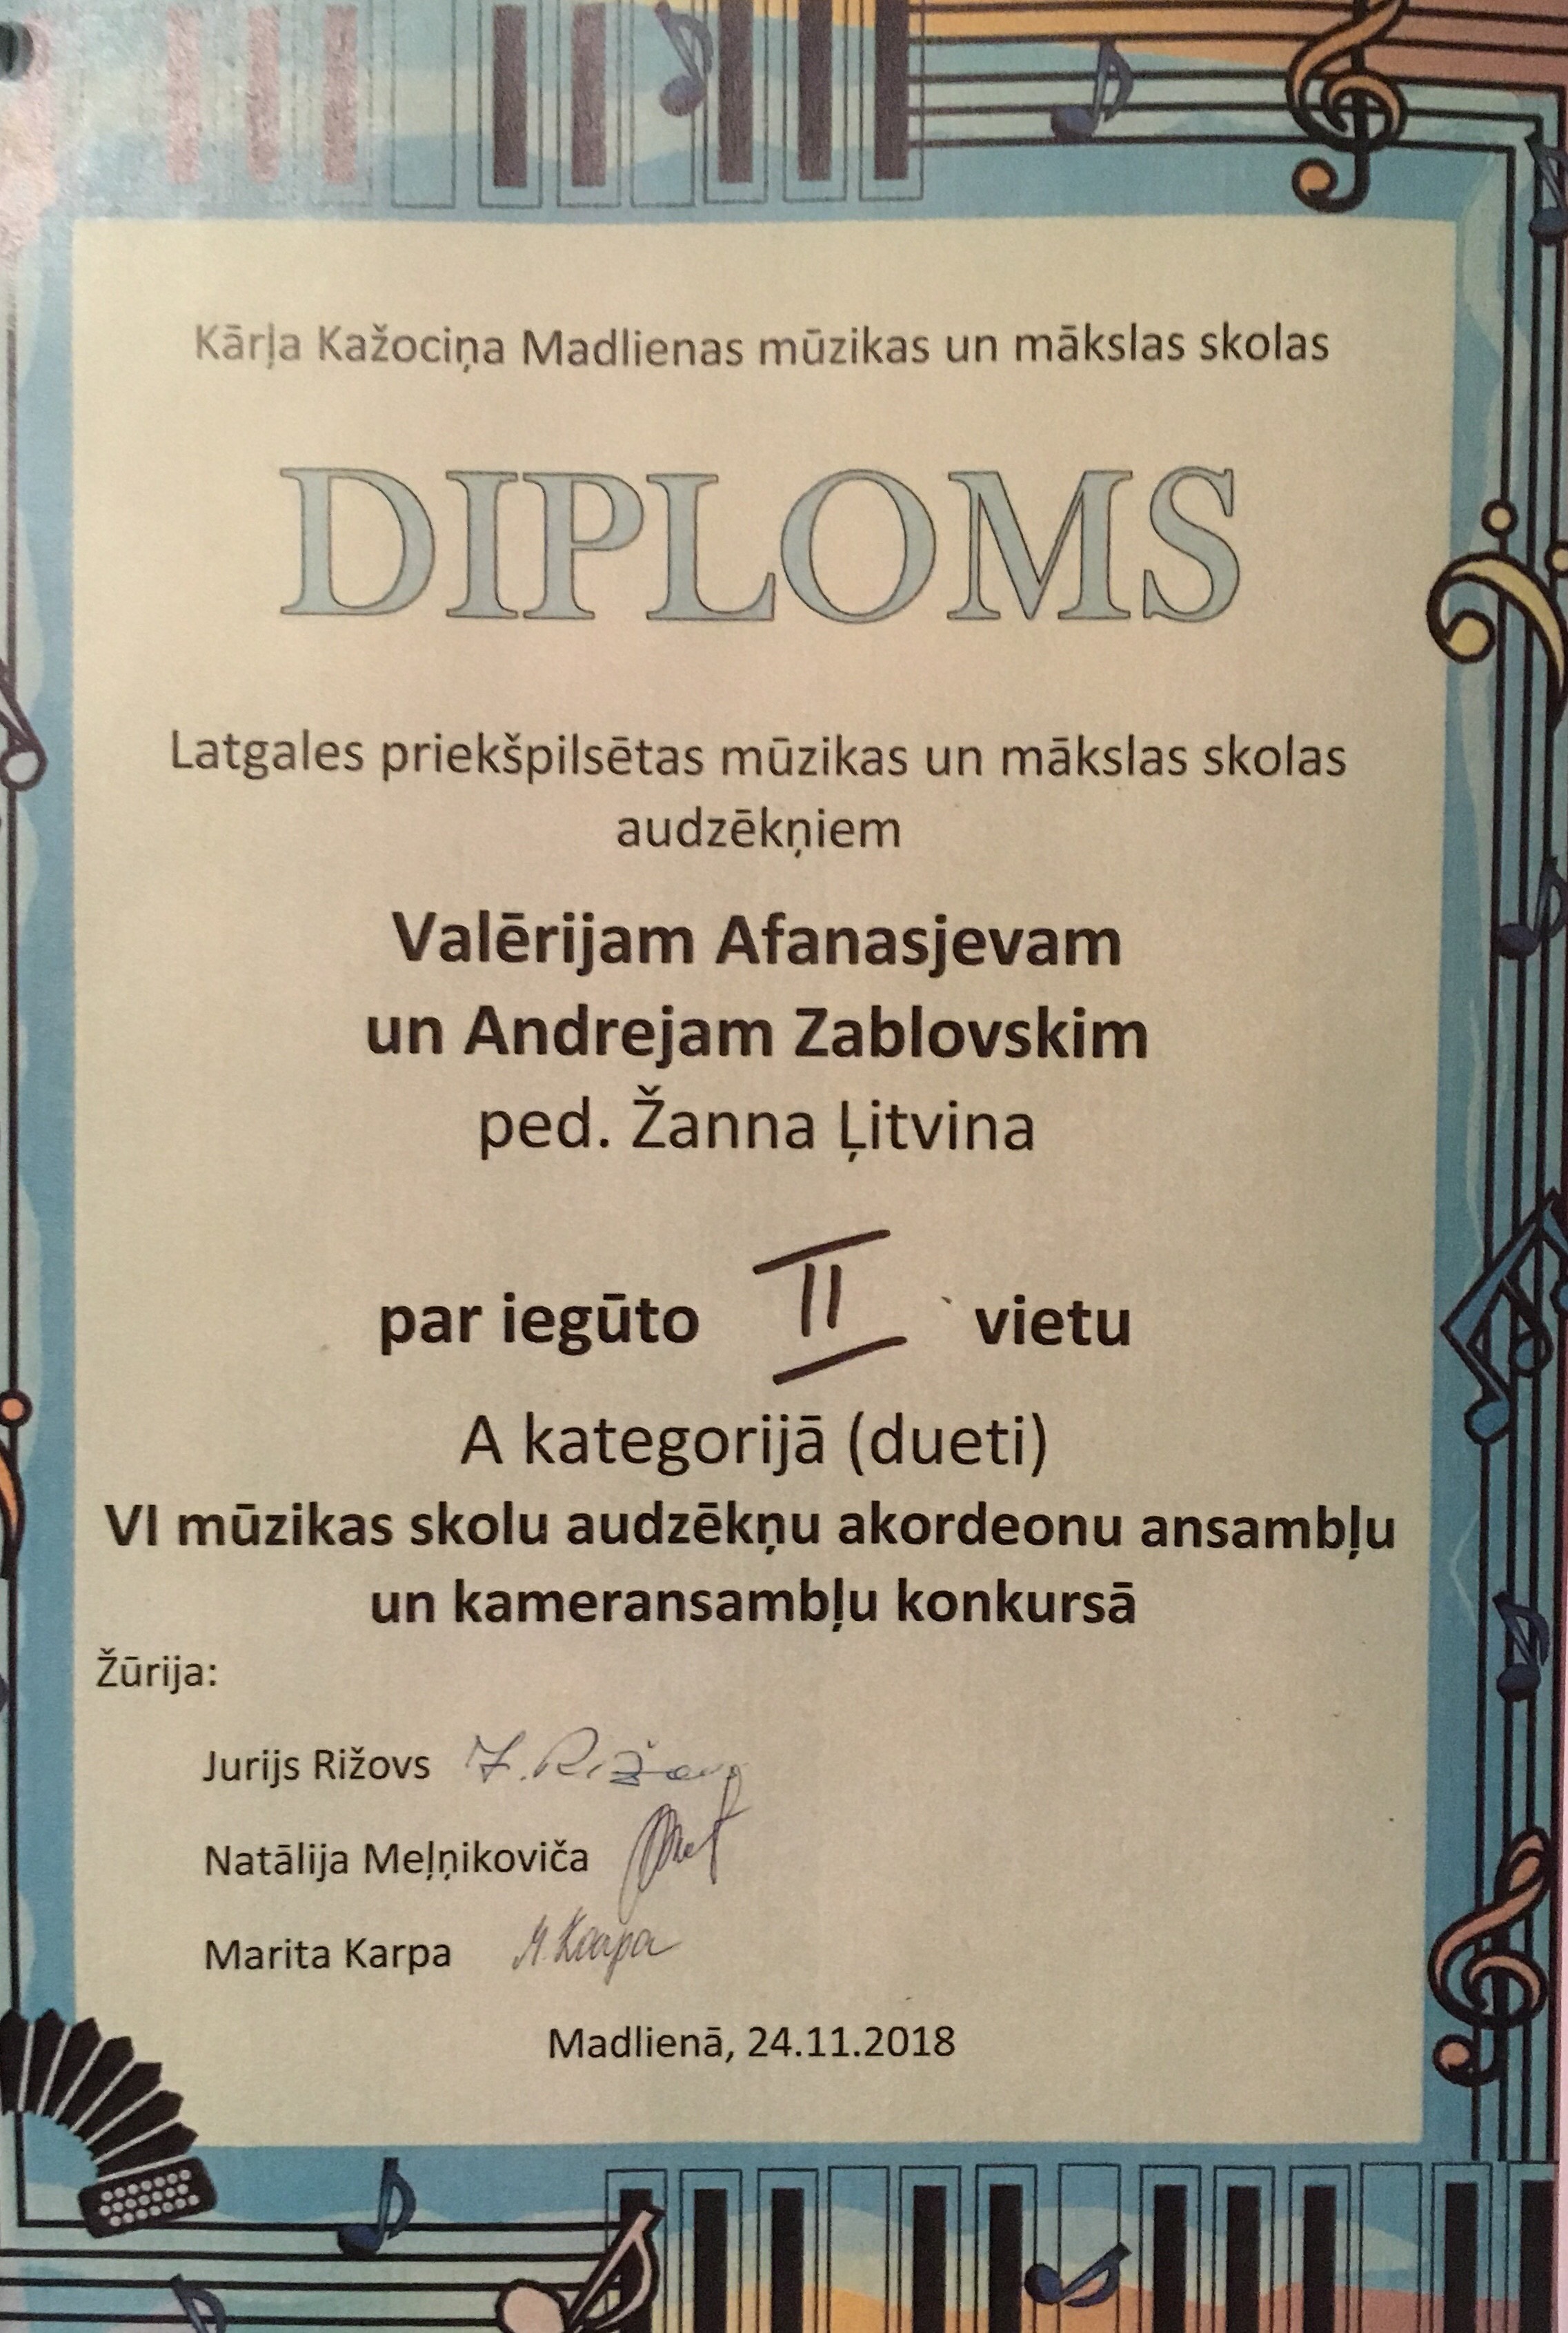 Kārļa Kažociņa Madlienas mūzikas un mākslas skolas
DIPLOMS
Latgales priekšpilsētas mūzikas un mākslas skolas
audzēkņiem
Valērijam Afanasjevam
un Andrejam Zablovskim
ped. Žanna Ļitvina
par iegūto II vietu
A kategorijā (dueti)
VI mūzikas skolu audzēkņu akordeonu ansambļu
un kameransambļu konkursā
Žūrija:
Jurijs Rižovs J. Rižovs
Natālija Meļņikoviča
Marita Karpa M. Karpa
Madlienā, 24.11.2018